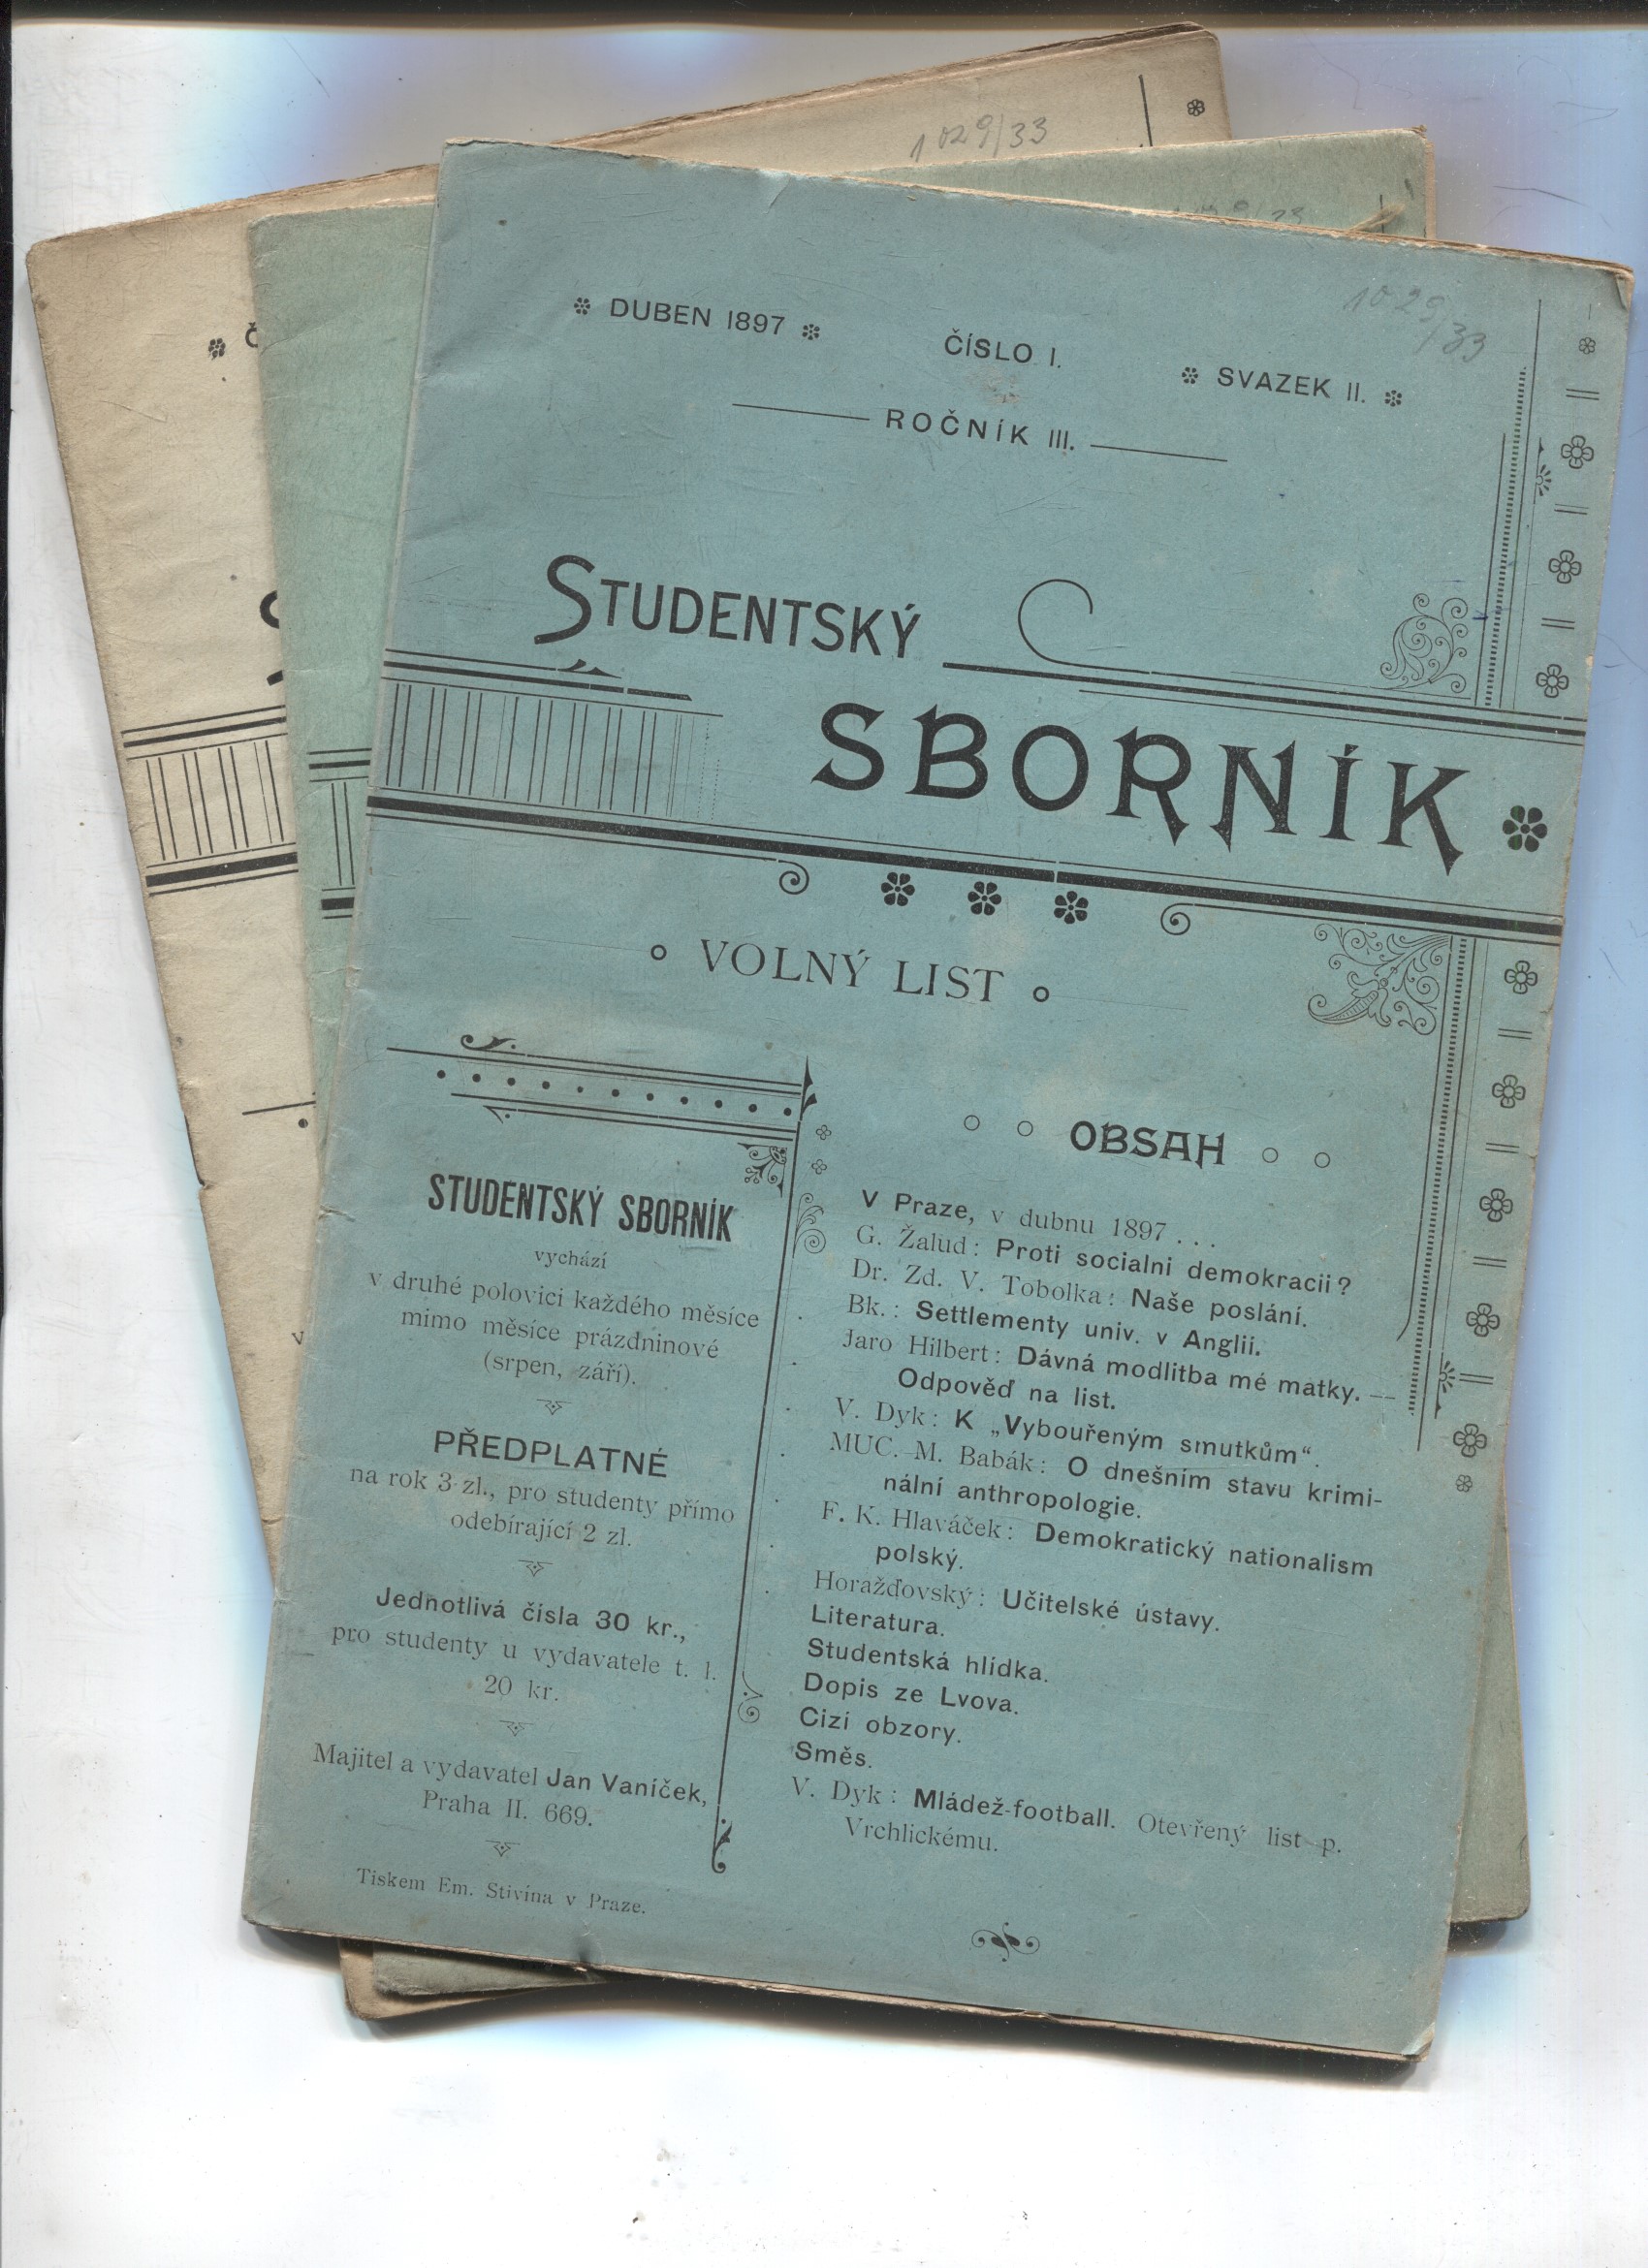 1029/33
1029/33
DUBEN 1897
ČÍSLO I.
SVAZEK II.
ROČNÍK III.
STUDENTSKÝ
SBORNÍK
VOLNÝ LIST
STUDENTSKÝ SBORNÍK
vychází
v druhé polovici každého měsíce
mimo měsíce prázdninové
(srpen, září).
PŘEDPLATNÉ
na rok 3 zl., pro studenty přímo
odebírající 2 zl.
Jednotlivá čísla 30 kr.,
pro studenty u vydavatele t. l.
20 kr.
Majitel a vydavatel Jan Vaníček,
Praha II. 669.
Tiskem Em. Stivína v Praze.
OBSAH
V Praze, v dubnu 1897 . . .
G. Žalud: Proti socialni demokracii?
Dr. Zd. V. Tobolka: Naše poslání.
Bk.: Settlementy univ. v Anglii.
Jaro Hilbert: Dávná modlitba mé matky. —
Odpověď na list.
V. Dyk: K „Vybouřeným smutkům“.
MUC. M. Babák: O dnešním stavu krimi-
nální anthropologie.
F. K. Hlaváček: Demokratický nationalism
polský.
Horažďovský: Učitelské ústavy.
Literatura.
Studentská hlídka.
Dopis ze Lvova.
Cizí obzory.
Směs.
V. Dyk: Mládež-football. Otevřený list p.
Vrchlickému.